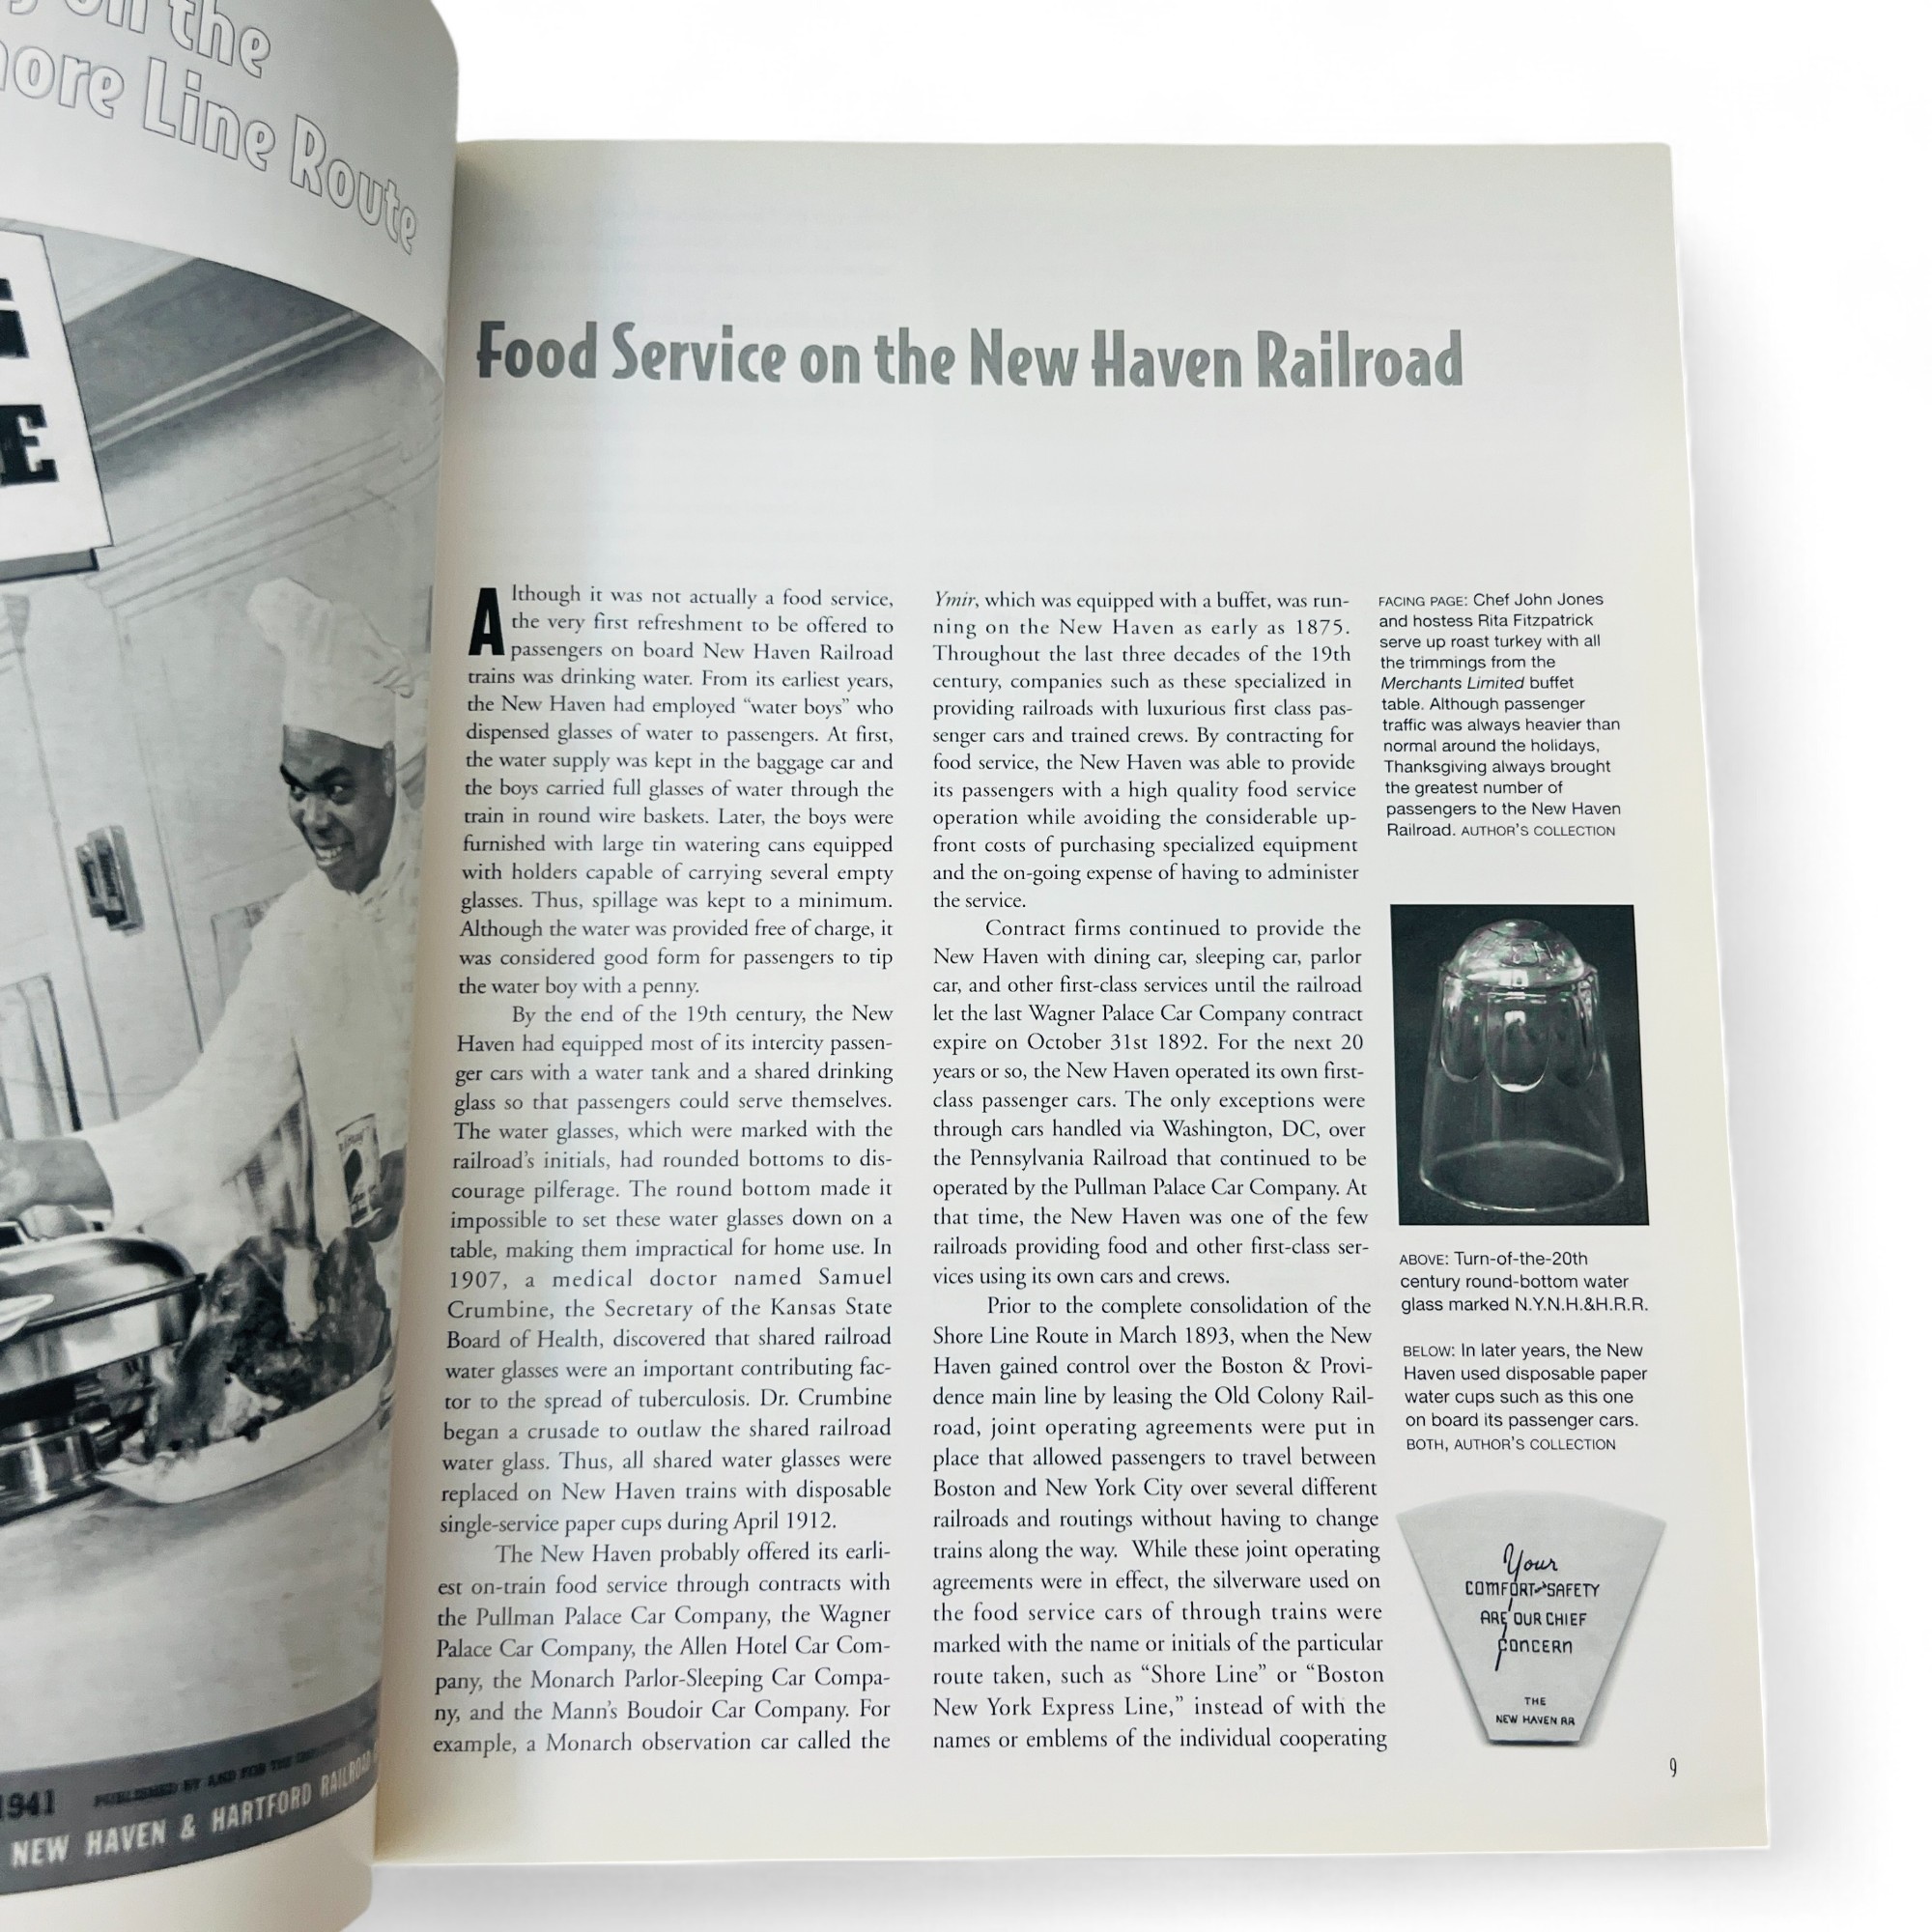 on the
ore Line Route
E
1941
NEW HAVEN & HARTFORD RAILROAD
Food Service on the New Haven Railroad
Although it was not actually a food service,
the very first refreshment to be offered to
passengers on board New Haven Railroad
trains was drinking water. From its earliest years,
the New Haven had employed “water boys” who
dispensed glasses of water to passengers. At first,
the water supply was kept in the baggage car and
the boys carried full glasses of water through the
train in round wire baskets. Later, the boys were
furnished with large tin watering cans equipped
with holders capable of carrying several empty
glasses. Thus, spillage was kept to a minimum.
Although the water was provided free of charge, it
was considered good form for passengers to tip
the water boy with a penny.
By the end of the 19th century, the New
Haven had equipped most of its intercity passen-
ger cars with a water tank and a shared drinking
glass so that passengers could serve themselves.
The water glasses, which were marked with the
railroad’s initials, had rounded bottoms to dis-
courage pilferage. The round bottom made it
impossible to set these water glasses down on a
table, making them impractical for home use. In
1907, a medical doctor named Samuel
Crumbine, the Secretary of the Kansas State
Board of Health, discovered that shared railroad
water glasses were an important contributing fac-
tor to the spread of tuberculosis. Dr. Crumbine
began a crusade to outlaw the shared railroad
water glass. Thus, all shared water glasses were
replaced on New Haven trains with disposable
single-service paper cups during April 1912.
The New Haven probably offered its earli-
est on-train food service through contracts with
the Pullman Palace Car Company, the Wagner
Palace Car Company, the Allen Hotel Car Com-
pany, the Monarch Parlor-Sleeping Car Compa-
ny, and the Mann’s Boudoir Car Company. For
example, a Monarch observation car called the
Ymir, which was equipped with a buffet, was run-
ning on the New Haven as early as 1875.
Throughout the last three decades of the 19th
century, companies such as these specialized in
providing railroads with luxurious first class pas-
senger cars and trained crews. By contracting for
food service, the New Haven was able to provide
its passengers with a high quality food service
operation while avoiding the considerable up-
front costs of purchasing specialized equipment
and the on-going expense of having to administer
the service.
Contract firms continued to provide the
New Haven with dining car, sleeping car, parlor
car, and other first-class services until the railroad
let the last Wagner Palace Car Company contract
expire on October 31st 1892. For the next 20
years or so, the New Haven operated its own first-
class passenger cars. The only exceptions were
through cars handled via Washington, DC, over
the Pennsylvania Railroad that continued to be
operated by the Pullman Palace Car Company. At
that time, the New Haven was one of the few
railroads providing food and other first-class ser-
vices using its own cars and crews.
Prior to the complete consolidation of the
Shore Line Route in March 1893, when the New
Haven gained control over the Boston & Provi-
dence main line by leasing the Old Colony Rail-
road, joint operating agreements were put in
place that allowed passengers to travel between
Boston and New York City over several different
railroads and routings without having to change
trains along the way. While these joint operating
agreements were in effect, the silverware used on
the food service cars of through trains were
marked with the name or initials of the particular
route taken, such as “Shore Line” or “Boston
New York Express Line,” instead of with the
names or emblems of the individual cooperating
FACING PAGE: Chef John Jones
and hostess Rita Fitzpatrick
serve up roast turkey with all
the trimmings from the
Merchants Limited buffet
table. Although passenger
traffic was always heavier than
normal around the holidays,
Thanksgiving always brought
the greatest number of
passengers to the New Haven
Railroad. AUTHOR’S COLLECTION
ABOVE: Turn-of-the-20th
century round-bottom water
glass marked N.Y.N.H.&H.R.R.
BELOW: In later years, the New
Haven used disposable paper
water cups such as this one
on board its passenger cars.
BOTH, AUTHOR’S COLLECTION
Your
COMFORT and SAFETY
ARE OUR CHIEF
CONCERN
THE
NEW HAVEN RR
9